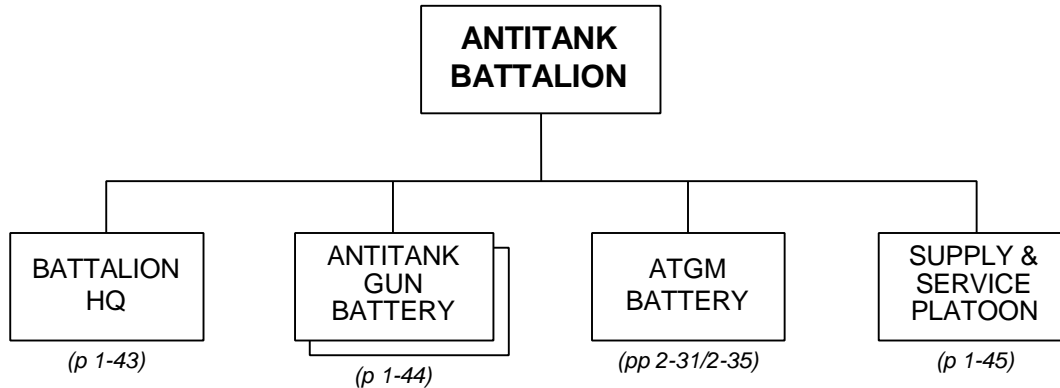 ANTITANK
BATTALION
BATTALION
HQ
(p 1-43)
ANTITANK
GUN
BATTERY
(p 1-44)
ATGM
BATTERY
(pp 2-31/2-35)
SUPPLY &
SERVICE
PLATOON
(p 1-45)